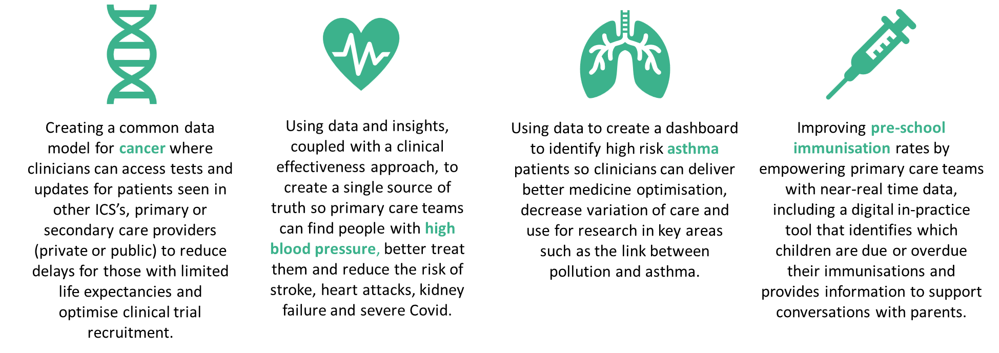 Creating a common data
model for cancer where
clinicians can access tests and
updates for patients seen in
other ICS’s, primary or
secondary care providers
(private or public) to reduce
delays for those with limited
life expectancies and
optimise clinical trial
recruitment.
Using data and insights,
coupled with a clinical
effectiveness approach, to
create a single source of
truth so primary care teams
can find people with high
blood pressure, better treat
them and reduce the risk of
stroke, heart attacks, kidney
failure and severe Covid.
Using data to create a dashboard
to identify high risk asthma
patients so clinicians can deliver
better medicine optimisation,
decrease variation of care and
use for research in key areas
such as the link between
pollution and asthma.
Improving pre-school
immunisation rates by
empowering primary care teams
with near-real time data,
including a digital in-practice
tool that identifies which
children are due or overdue
their immunisations and
provides information to support
conversations with parents.